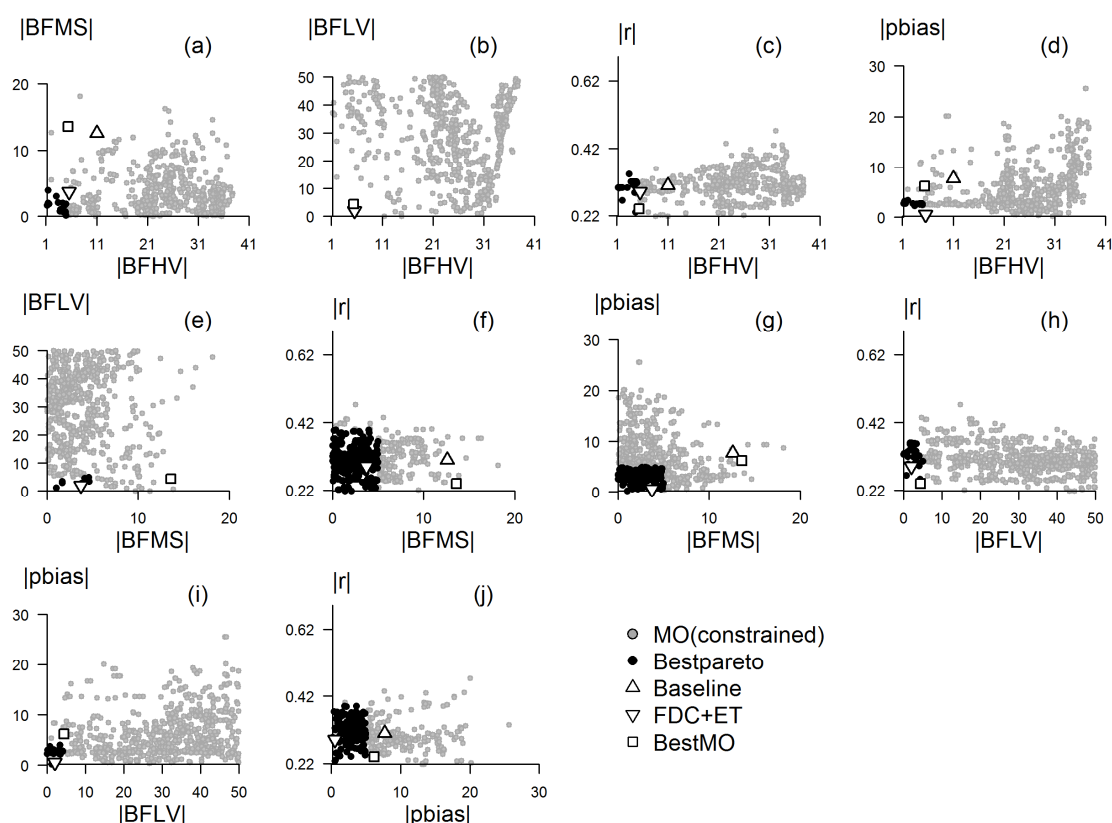 |BFMS|
(a)
20
10
0
1 11 21 31 41
|BFHV|
|BFLV|
(b)
50
40
30
20
10
0
1 11 21 31 41
|BFHV|
|r|
(c)
0.62
0.42
0.22
1 11 21 31 41
|BFHV|
|pbias|
(d)
30
20
10
0
1 11 21 31 41
|BFHV|
|BFLV|
(e)
50
40
30
20
10
0
0 10 20
|BFMS|
|r|
(f)
0.62
0.42
0.22
0 10 20
|BFMS|
|pbias|
(g)
30
20
10
0
0 10 20
|BFMS|
|r|
(h)
0.62
0.42
0.22
0 10 20 30 40 50
|BFLV|
|pbias|
(i)
30
20
10
0
0 10 20 30 40 50
|BFLV|
|r|
(j)
0.62
0.42
0.22
0 10 20 30
|pbias|
MO(constrained)
Bestpareto
Baseline
FDC+ET
BestMO